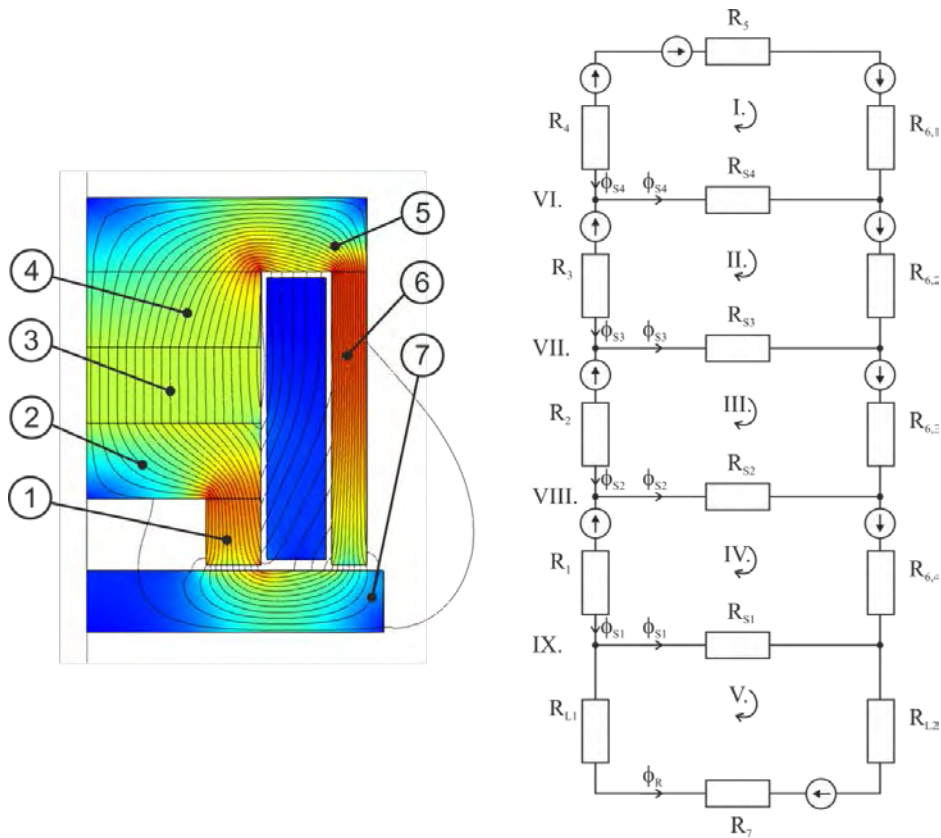 5
4
6
3
7
2
1
R5
R4
I.
R6,1
ϕS4
ϕS4
RS4
VI.
R3
II.
R6,2
ϕS3
ϕS3
RS3
VII.
R2
III.
R6,3
ϕS2
ϕS2
RS2
VIII.
R1
IV.
R6,4
ϕS1
ϕS1
RS1
IX.
RL1
V.
ϕR
R7